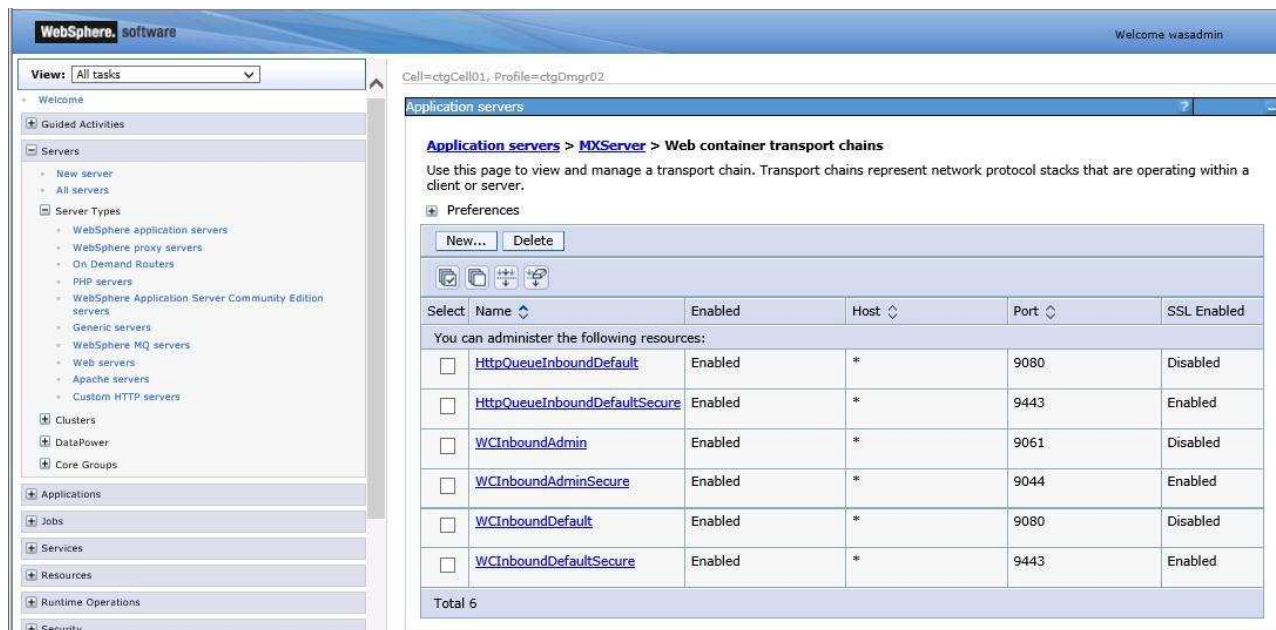 WebSphere. software
Welcome wasadmin
View: All tasks
Welcome
Guided Activities
Servers
New server
All servers
Server Types
WebSphere application servers
WebSphere proxy servers
On Demand Routers
PHP servers
WebSphere Application Server Community Edition
servers
Generic servers
WebSphere MQ servers
Web servers
Apache servers
Custom HTTP servers
Clusters
DataPower
Core Groups
Applications
Jobs
Services
Resources
Runtime Operations
Security
Cell=ctgCell01, Profile=ctgDmgr02
Application servers ? -
Application servers > MXServer > Web container transport chains
Use this page to view and manage a transport chain. Transport chains represent network protocol stacks that are operating within a
client or server.
Preferences
New... Delete
Select Name Enabled Host Port SSL Enabled
You can administer the following resources:
HttpQueueInboundDefault Enabled * 9080 Disabled
HttpQueueInboundDefaultSecure Enabled * 9443 Enabled
WCInboundAdmin Enabled * 9061 Disabled
WCInboundAdminSecure Enabled * 9044 Enabled
WCInboundDefault Enabled * 9080 Disabled
WCInboundDefaultSecure Enabled * 9443 Enabled
Total 6